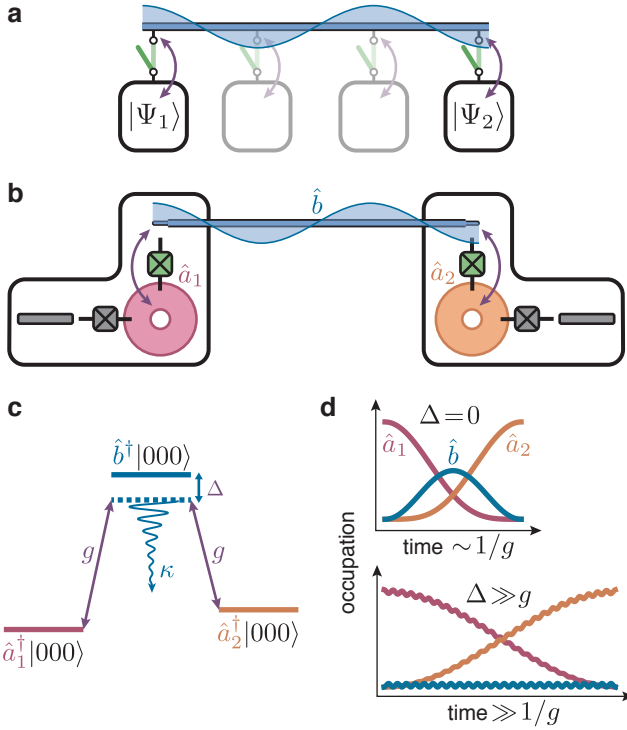 a
|Ψ₁⟩
|Ψ₂⟩
b
b̂
â₁
â₂
c
b̂†|000⟩
Δ
g
κ
g
â₁†|000⟩
â₂†|000⟩
d
Δ=0
â₁
b̂
â₂
time ~1/g
occupation
Δ≫g
time ≫1/g